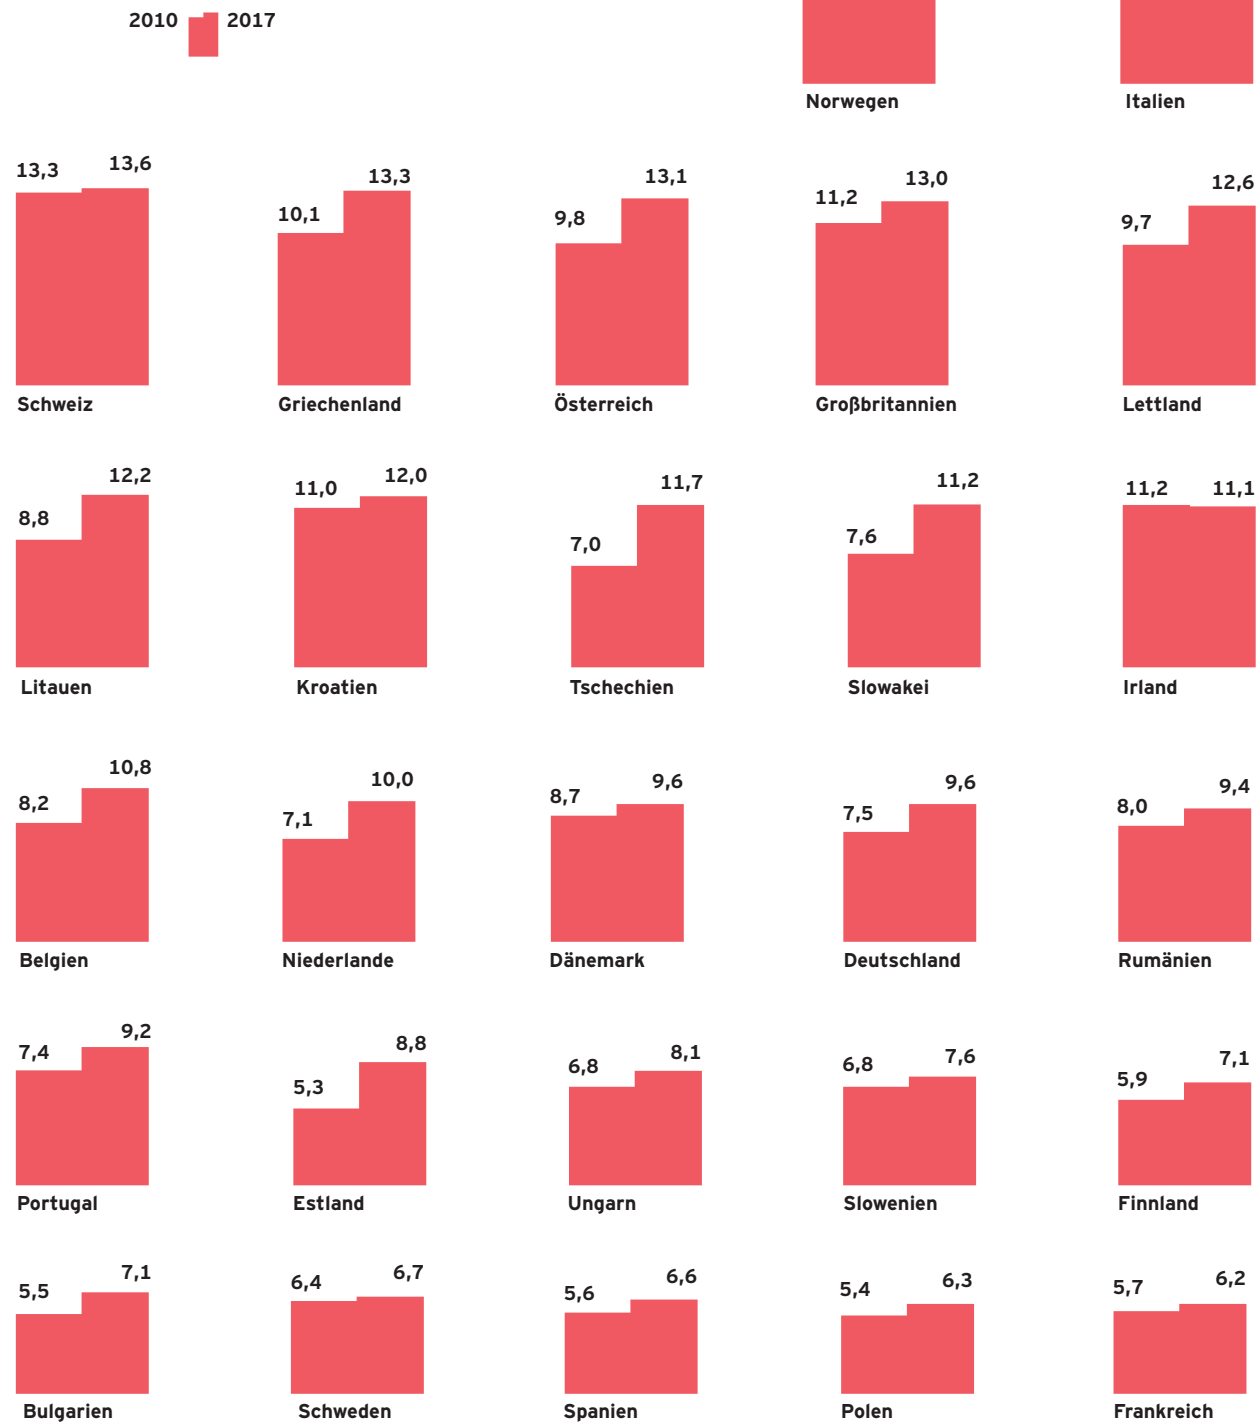 2010 2017
Norwegen Italien
13,3 13,6 10,1 13,3 9,8 13,1 11,2 13,0 9,7 12,6
Schweiz Griechenland Österreich Großbritannien Lettland
8,8 12,2 11,0 12,0 7,0 11,7 7,6 11,2 11,2 11,1
Litauen Kroatien Tschechien Slowakei Irland
8,2 10,8 7,1 10,0 8,7 9,6 7,5 9,6 8,0 9,4
Belgien Niederlande Dänemark Deutschland Rumänien
7,4 9,2 5,3 8,8 6,8 8,1 6,8 7,6 5,9 7,1
Portugal Estland Ungarn Slowenien Finnland
5,5 7,1 6,4 6,7 5,6 6,6 5,4 6,3 5,7 6,2
Bulgarien Schweden Spanien Polen Frankreich